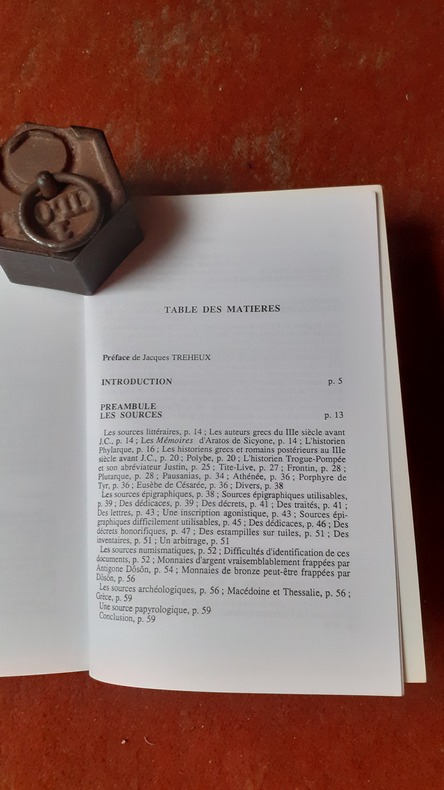 TABLE DES MATIERES
Préface de Jacques TREHEUX
INTRODUCTION p. 5
PREAMBULE
LES SOURCES p. 13
Les sources littéraires, p. 14 ; Les auteurs grecs du IIIe siècle avant
J.C., p. 14 ; Les Mémoires d'Aratos de Sicyone, p. 14 ; L'historien
Phylarque, p. 16 ; Les historiens grecs et romains postérieurs au IIIe
siècle avant J.C., p. 20 ; Polybe, p. 20 ; L'historien Trogue-Pompée
et son abréviateur Justin, p. 25 ; Tite-Live, p. 27 ; Frontin, p. 28 ;
Plutarque, p. 28 ; Pausanias, p. 34 ; Athénée, p. 36 ; Porphyre de
Tyr, p. 36 ; Eusèbe de Césarée, p. 36 ; Divers, p. 38
Les sources épigraphiques, p. 38 ; Sources épigraphiques utilisables,
p. 39 ; Des dédicaces, p. 39 ; Des décrets, p. 41 ; Des traités, p. 41 ;
Des lettres, p. 43 ; Une inscription agonistique, p. 43 ; Sources épi-
graphiques difficilement utilisables, p. 45 ; Des dédicaces, p. 46 ; Des
décrets honorifiques, p. 47 ; Des estampilles sur tuiles, p. 51 ; Des
inventaires, p. 51 ; Un arbitrage, p. 51
Les sources numismatiques, p. 52 ; Difficultés d'identification de ces
documents, p. 52 ; Monnaies d'argent vraisemblablement frappées par
Antigone Dôsôn, p. 54 ; Monnaies de bronze peut-être frappées par
Dôsôn, p. 56
Les sources archéologiques, p. 56 ; Macédoine et Thessalie, p. 56 ;
Grèce, p. 59
Une source papyrologique, p. 59
Conclusion, p. 59